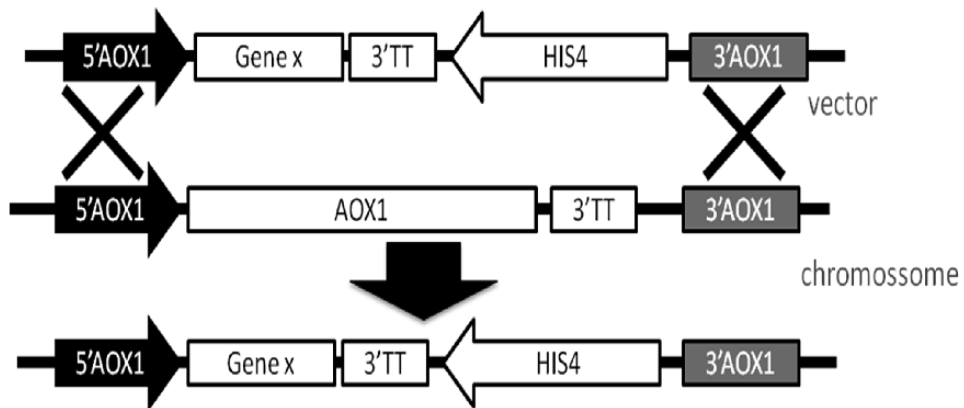 5'AOX1 Gene x 3'TT HIS4 3'AOX1
vector
5'AOX1 AOX1 3'TT 3'AOX1
chromossome
5'AOX1 Gene x 3'TT HIS4 3'AOX1